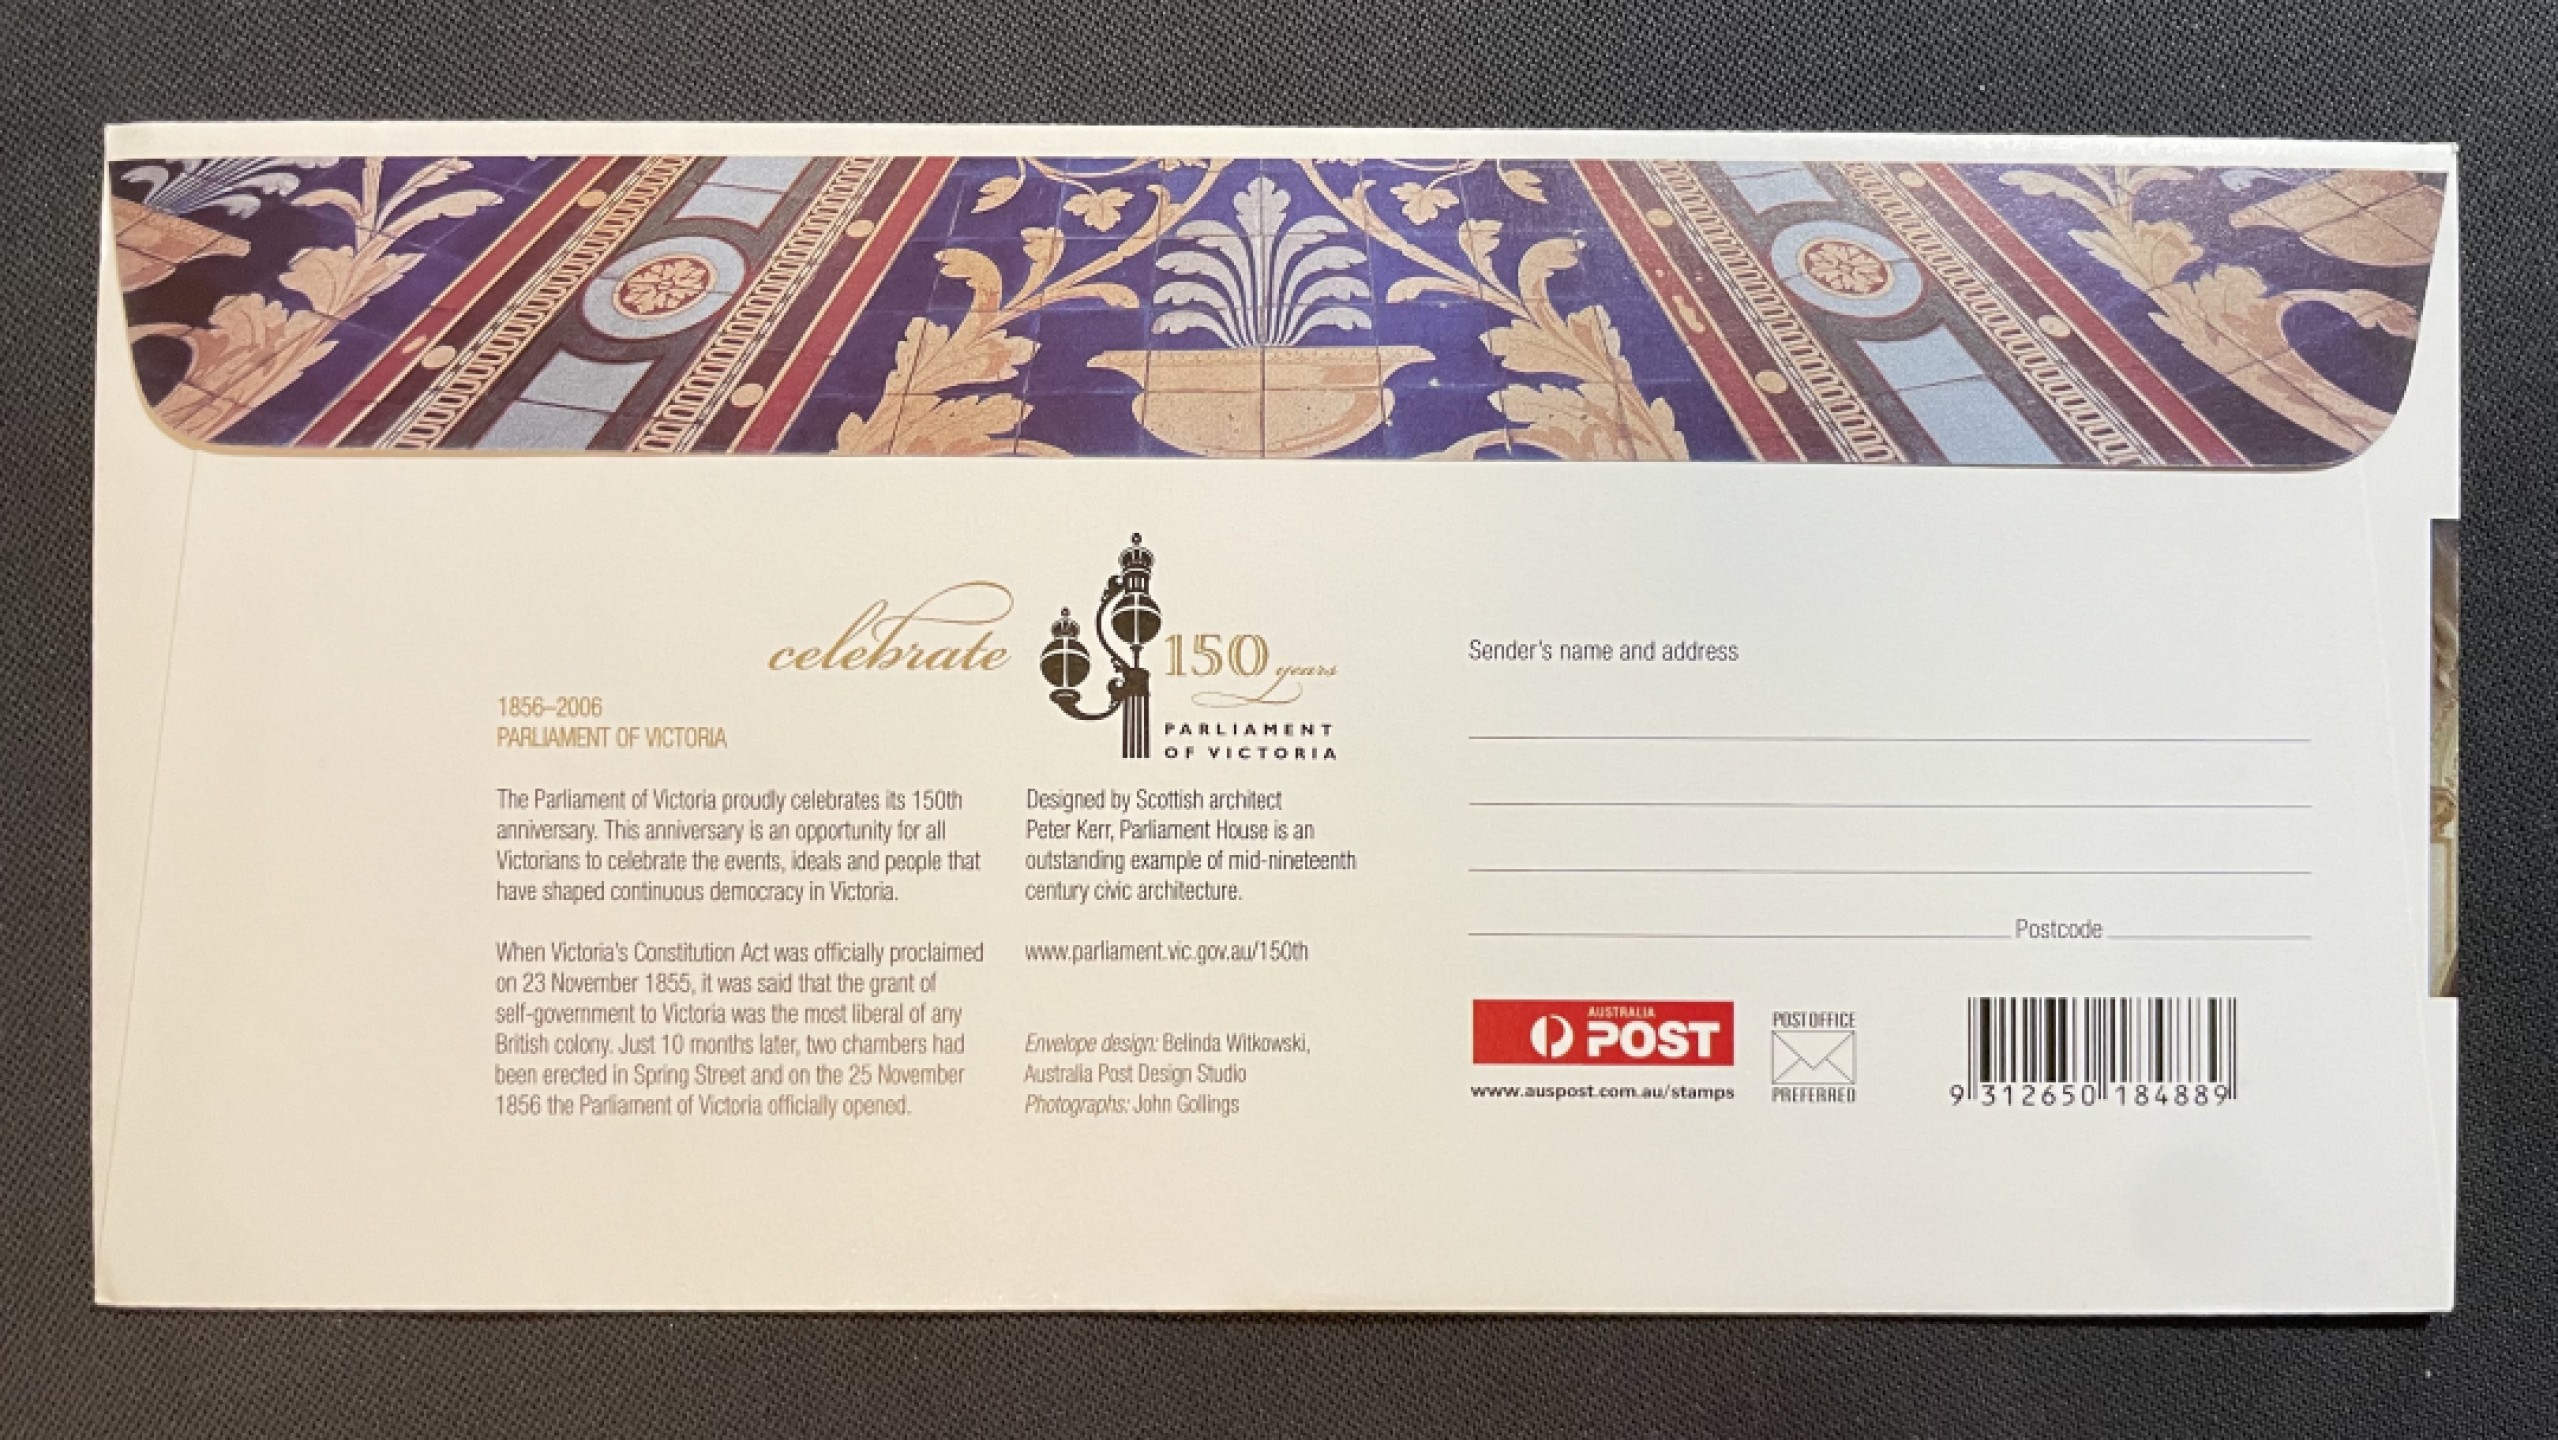 celebrate
150 years
PARLIAMENT
OF VICTORIA
1856–2006
PARLIAMENT OF VICTORIA
The Parliament of Victoria proudly celebrates its 150th
anniversary. This anniversary is an opportunity for all
Victorians to celebrate the events, ideals and people that
have shaped continuous democracy in Victoria.
When Victoria's Constitution Act was officially proclaimed
on 23 November 1855, it was said that the grant of
self-government to Victoria was the most liberal of any
British colony. Just 10 months later, two chambers had
been erected in Spring Street and on the 25 November
1856 the Parliament of Victoria officially opened.
Designed by Scottish architect
Peter Kerr, Parliament House is an
outstanding example of mid-nineteenth
century civic architecture.
www.parliament.vic.gov.au/150th
Envelope design: Belinda Witkowski,
Australia Post Design Studio
Photographs: John Gollings
Sender's name and address
Postcode
AUSTRALIA
POST
www.auspost.com.au/stamps
POST OFFICE
PREFERRED
9 312650 184889